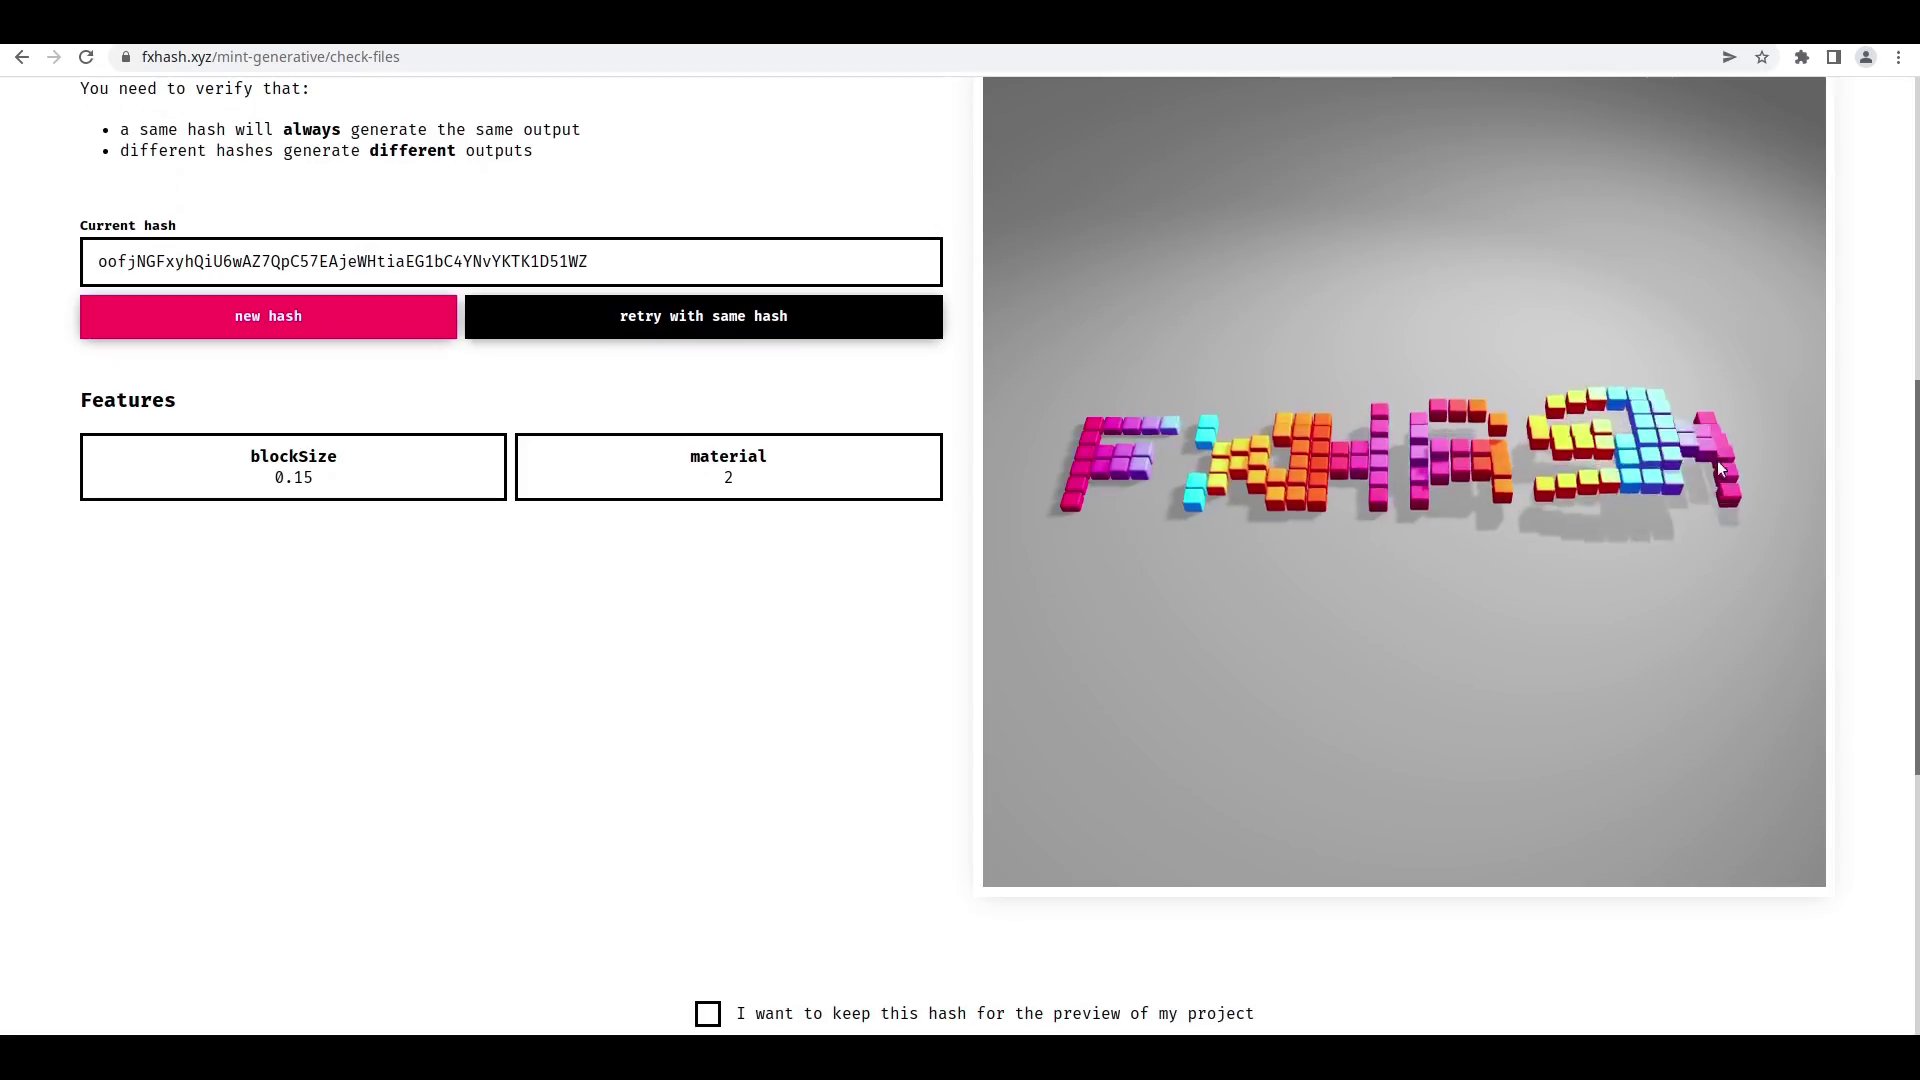 fxhash.xyz/mint-generative/check-files
You need to verify that:
a same hash will always generate the same output
different hashes generate different outputs
Current hash
oofjNGFxyhQiU6wAZ7QpC57EAjeWHtiaEG1bC4YNvYKTK1D51WZ
new hash
retry with same hash
Features
blockSize
0.15
material
2
FXHASH
I want to keep this hash for the preview of my project